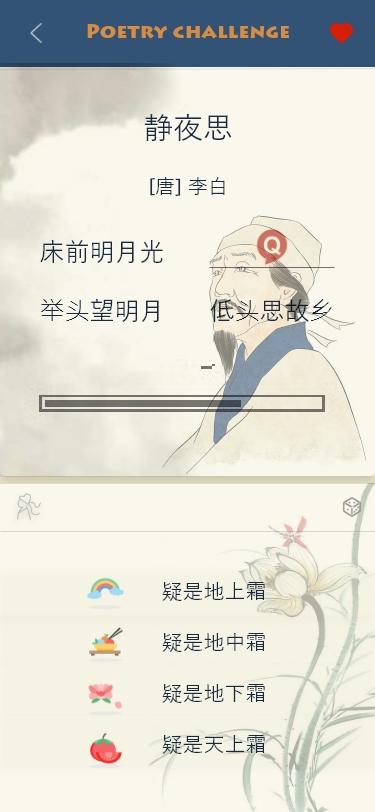 POETRY CHALLENGE
静夜思
[唐] 李白
床前明月光
Q
举头望明月 低头思故乡
疑是地上霜
疑是地中霜
疑是地下霜
疑是天上霜